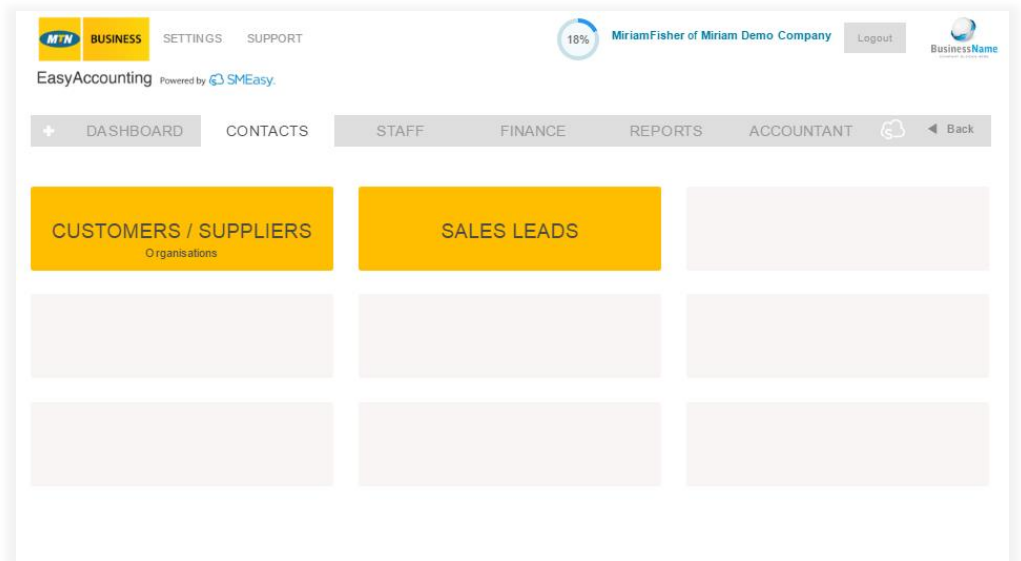 MTN BUSINESS SETTINGS SUPPORT
18% MiriamFisher of Miriam Demo Company Logout
BusinessName
EasyAccounting Powered by SMEasy.
DASHBOARD CONTACTS STAFF FINANCE REPORTS ACCOUNTANT Back
CUSTOMERS / SUPPLIERS
Organisations
SALES LEADS